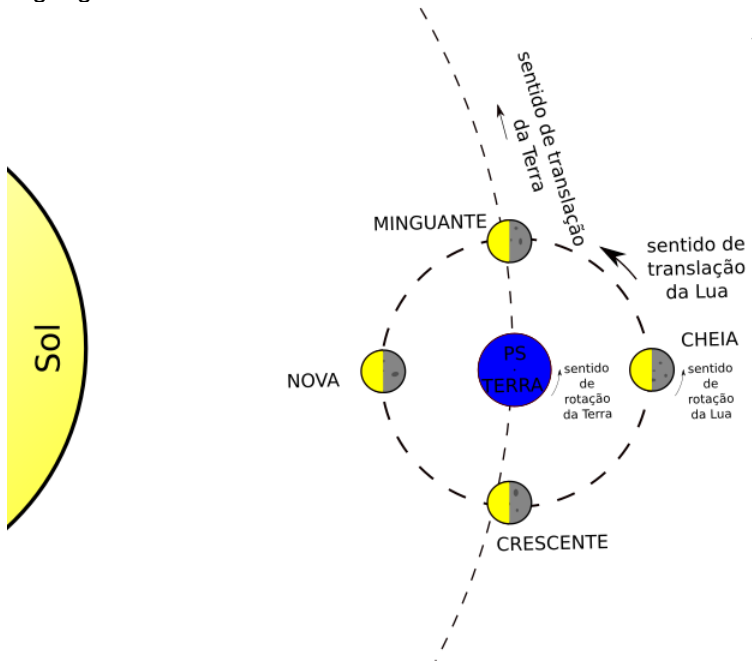 sentido de translação
da Terra
MINGUANTE
sentido de
translação
da Lua
Sol
PS
TERRA
CHEIA
NOVA
sentido
de
rotação
da Terra
sentido
de
rotação
da Lua
CRESCENTE